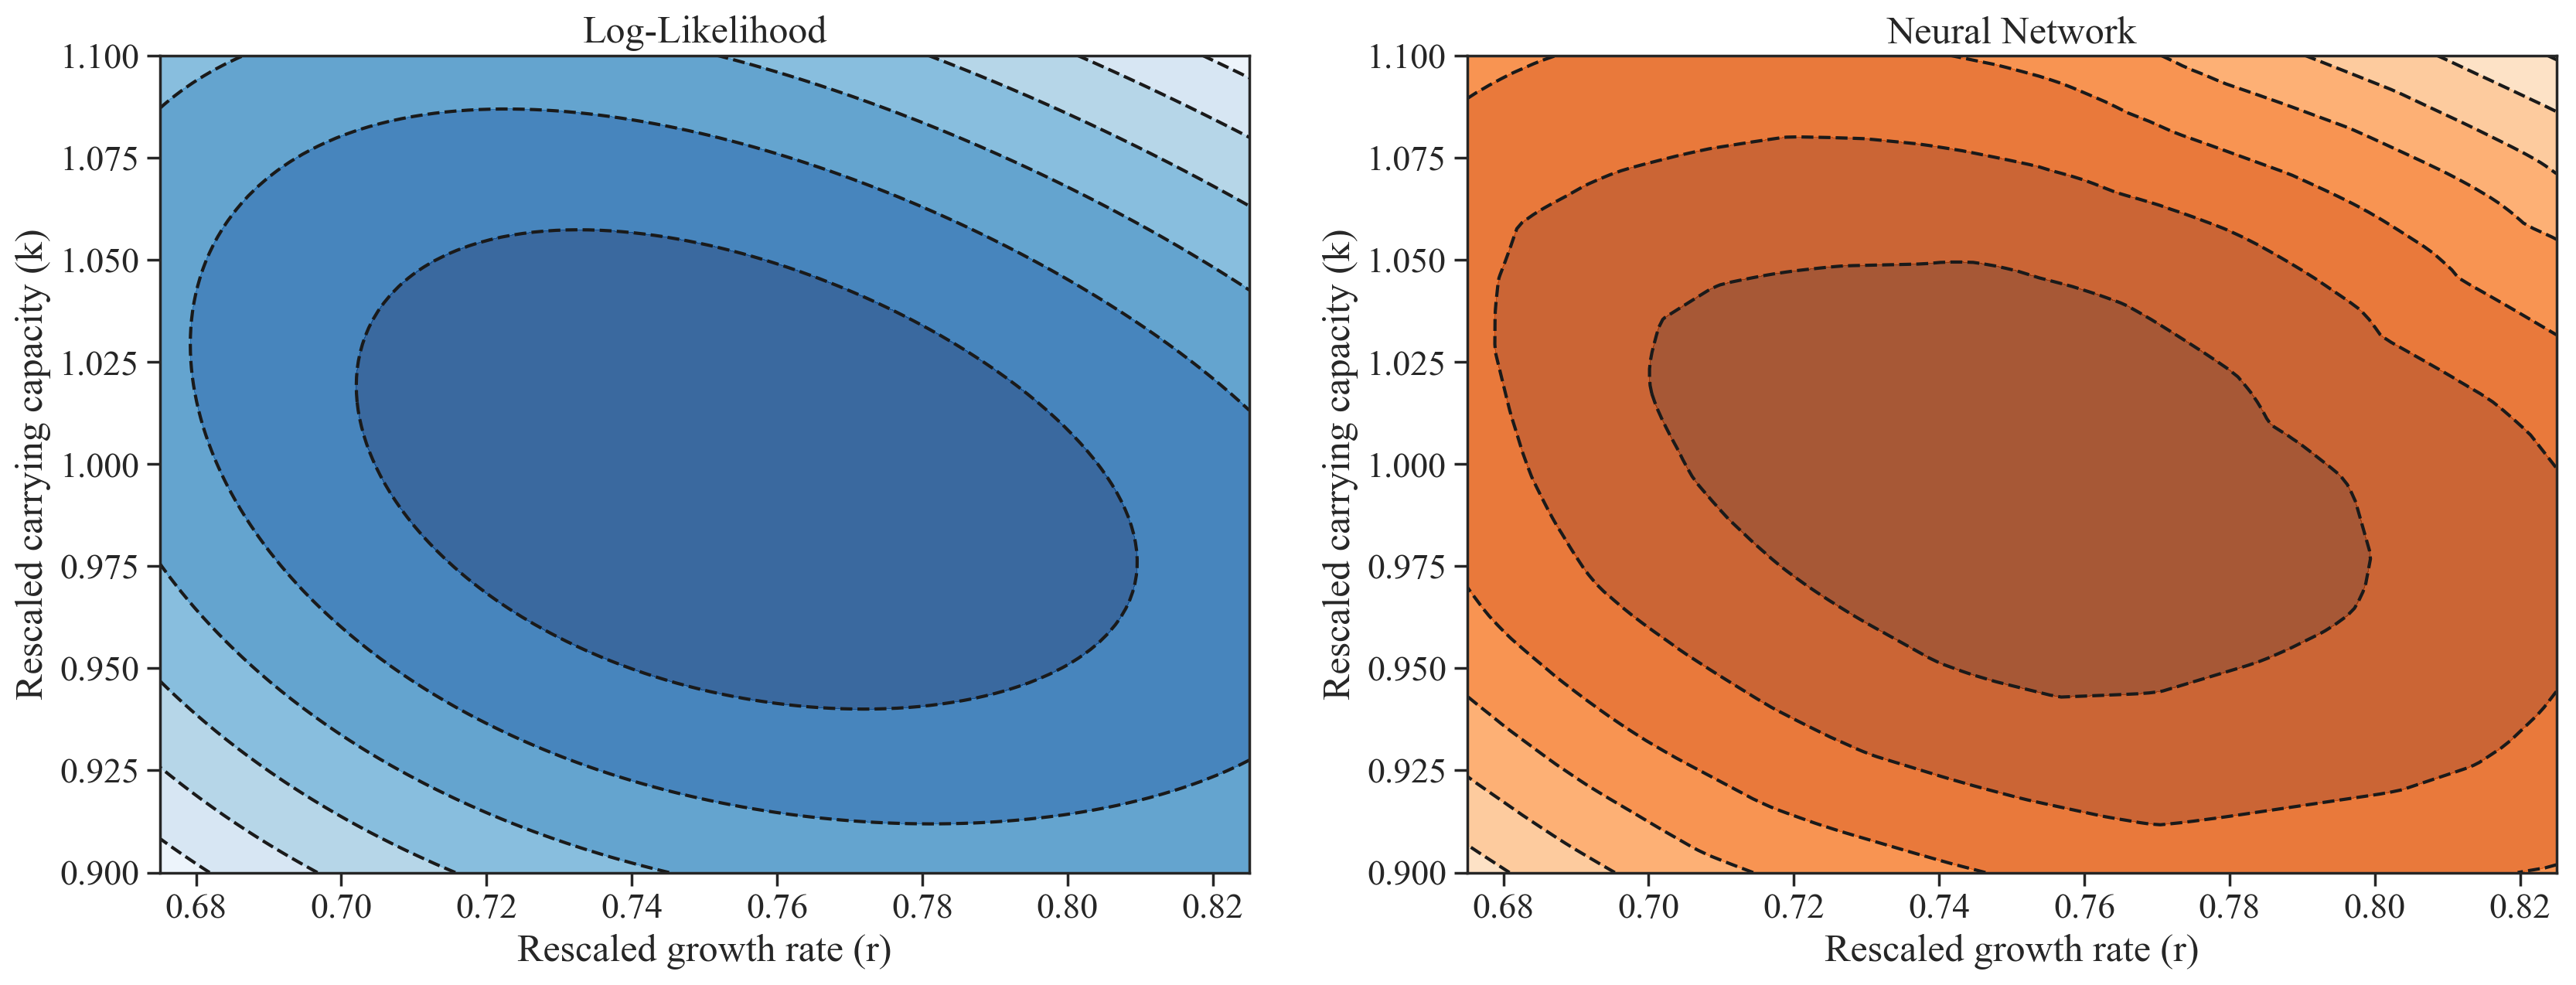 Log-Likelihood
Rescaled carrying capacity (k)
1.100
1.075
1.050
1.025
1.000
0.975
0.950
0.925
0.900
0.68 0.70 0.72 0.74 0.76 0.78 0.80 0.82
Rescaled growth rate (r)
Neural Network
Rescaled carrying capacity (k)
1.100
1.075
1.050
1.025
1.000
0.975
0.950
0.925
0.900
0.68 0.70 0.72 0.74 0.76 0.78 0.80 0.82
Rescaled growth rate (r)